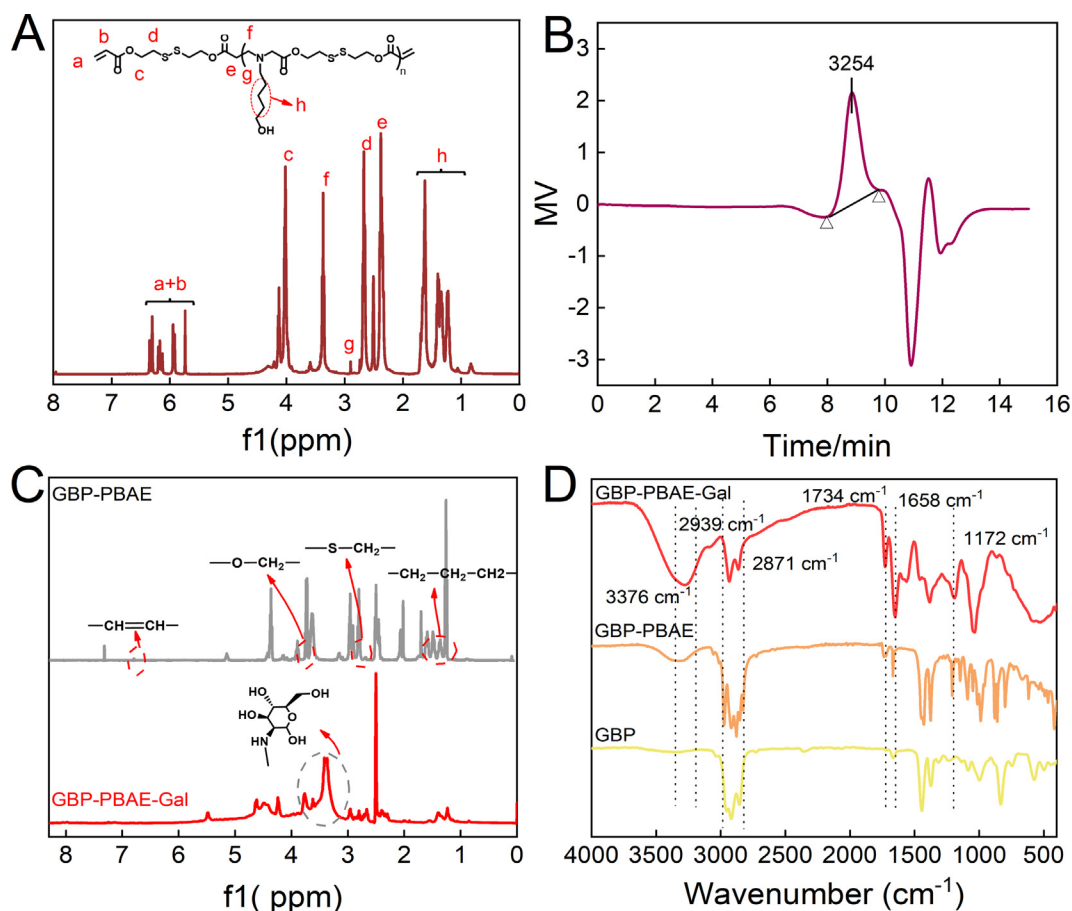 A
b d f
a
c e g n
h
O O S S O O N O O S S O O
OH
c e
f d h
a+b
g
8 7 6 5 4 3 2 1 0
f1(ppm)
B
3254
3
2
1
0
-1
-2
-3
MV
0 2 4 6 8 10 12 14 16
Time/min
C
GBP-PBAE
—S—CH₂—
—O—CH₂—
—CH₂-CH₂-CH2-
—CH=CH—
OH
HO
HO O
HN OH
GBP-PBAE-Gal
8 7 6 5 4 3 2 1 0
f1( ppm)
D
GBP-PBAE-Gal
1734 cm⁻¹
1658 cm⁻¹
2939 cm⁻¹
1172 cm⁻¹
2871 cm⁻¹
3376 cm⁻¹
GBP-PBAE
GBP
4000 3500 3000 2500 2000 1500 1000 500
Wavenumber (cm⁻¹)